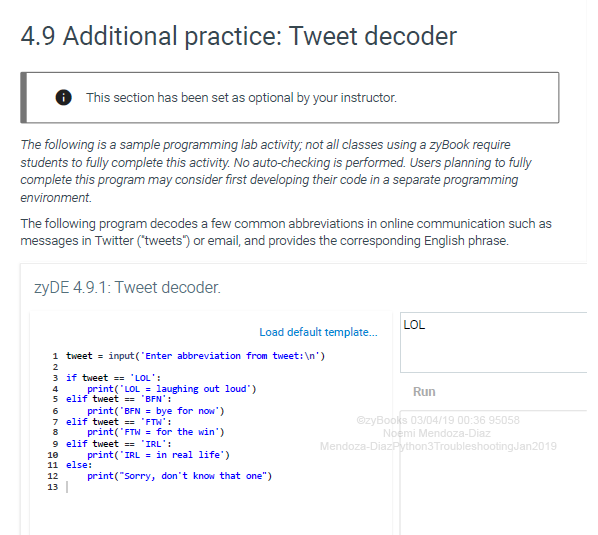 4.9 Additional practice: Tweet decoder
This section has been set as optional by your instructor.
The following is a sample programming lab activity; not all classes using a zyBook require
students to fully complete this activity. No auto-checking is performed. Users planning to fully
complete this program may consider first developing their code in a separate programming
environment.
The following program decodes a few common abbreviations in online communication such as
messages in Twitter ("tweets") or email, and provides the corresponding English phrase.
zyDE 4.9.1: Tweet decoder.
Load default template...
1 tweet = input('Enter abbreviation from tweet:\n')
2
3 if tweet == 'LOL':
4     print('LOL = laughing out loud')
5 elif tweet == 'BFN':
6     print('BFN = bye for now')
7 elif tweet == 'FTW':
8     print('FTW = for the win')
9 elif tweet == 'IRL':
10     print('IRL = in real life')
11 else:
12     print("Sorry, don't know that one")
13
LOL
Run
©zyBooks 03/04/19 00:36 95058
Noemi Mendoza-Diaz
Mendoza-DiazPython3TroubleshootingJan2019